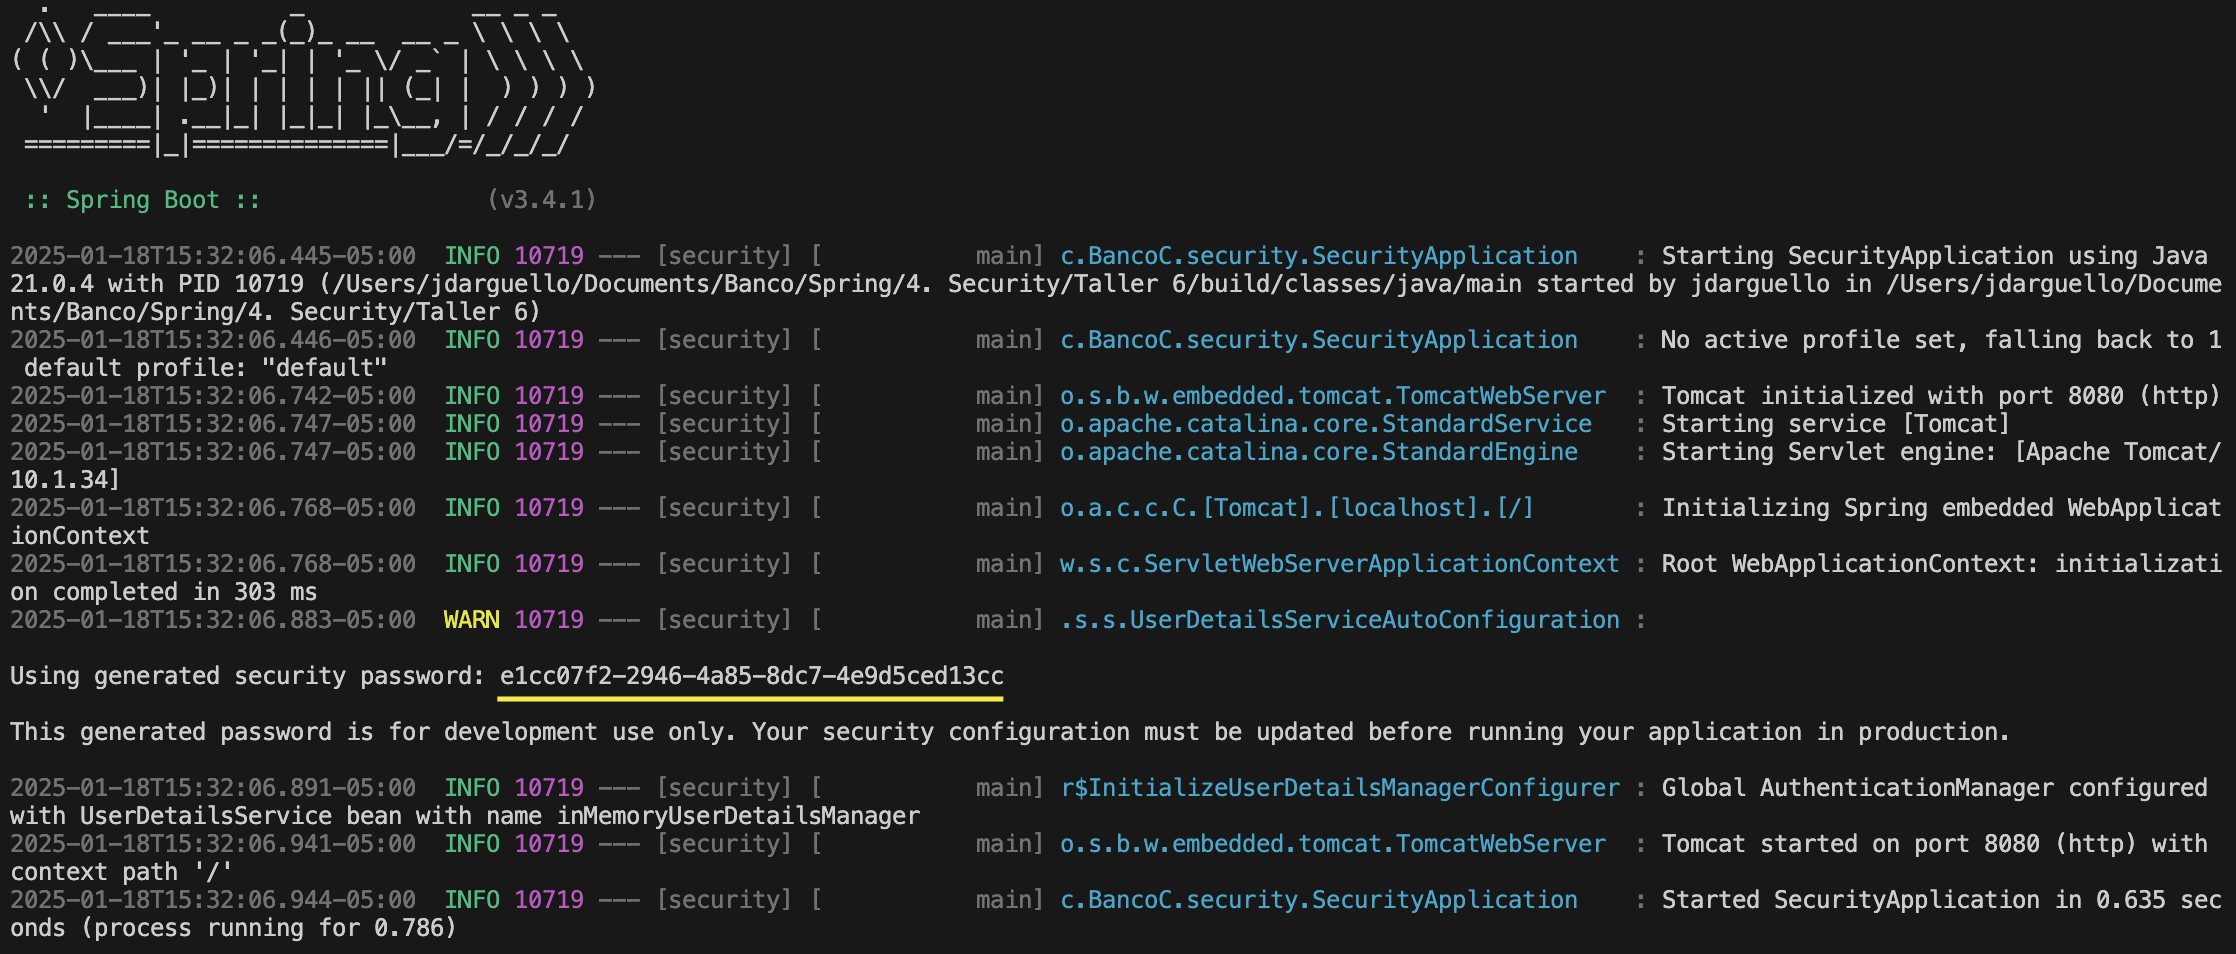 .   ____          _            __ _ _
 /\\ / ___'_ __ _ _(_)_ __  __ _ \ \ \ \
( ( )\___ | '_ | '_| | '_ \/ _` | \ \ \ \
 \\/  ___)| |_)| | | | | || (_| |  ) ) ) )
  '  |____| .__|_| |_|_| |_\__, | / / / /
 =========|_|==============|___/=/_/_/_/

 :: Spring Boot ::                (v3.4.1)

2025-01-18T15:32:06.445-05:00  INFO 10719 --- [security] [           main] c.BancoC.security.SecurityApplication    : Starting SecurityApplication using Java
21.0.4 with PID 10719 (/Users/jdarguello/Documents/Banco/Spring/4. Security/Taller 6/build/classes/java/main started by jdarguello in /Users/jdarguello/Docume
nts/Banco/Spring/4. Security/Taller 6)
2025-01-18T15:32:06.446-05:00  INFO 10719 --- [security] [           main] c.BancoC.security.SecurityApplication    : No active profile set, falling back to 1
 default profile: "default"
2025-01-18T15:32:06.742-05:00  INFO 10719 --- [security] [           main] o.s.b.w.embedded.tomcat.TomcatWebServer  : Tomcat initialized with port 8080 (http)
2025-01-18T15:32:06.747-05:00  INFO 10719 --- [security] [           main] o.apache.catalina.core.StandardService   : Starting service [Tomcat]
2025-01-18T15:32:06.747-05:00  INFO 10719 --- [security] [           main] o.apache.catalina.core.StandardEngine    : Starting Servlet engine: [Apache Tomcat/
10.1.34]
2025-01-18T15:32:06.768-05:00  INFO 10719 --- [security] [           main] o.a.c.c.C.[Tomcat].[localhost].[/]       : Initializing Spring embedded WebApplicat
ionContext
2025-01-18T15:32:06.768-05:00  INFO 10719 --- [security] [           main] w.s.c.ServletWebServerApplicationContext : Root WebApplicationContext: initializati
on completed in 303 ms
2025-01-18T15:32:06.883-05:00  WARN 10719 --- [security] [           main] .s.s.UserDetailsServiceAutoConfiguration :

Using generated security password: e1cc07f2-2946-4a85-8dc7-4e9d5ced13cc

This generated password is for development use only. Your security configuration must be updated before running your application in production.

2025-01-18T15:32:06.891-05:00  INFO 10719 --- [security] [           main] r$InitializeUserDetailsManagerConfigurer : Global AuthenticationManager configured
with UserDetailsService bean with name inMemoryUserDetailsManager
2025-01-18T15:32:06.941-05:00  INFO 10719 --- [security] [           main] o.s.b.w.embedded.tomcat.TomcatWebServer  : Tomcat started on port 8080 (http) with
context path '/'
2025-01-18T15:32:06.944-05:00  INFO 10719 --- [security] [           main] c.BancoC.security.SecurityApplication    : Started SecurityApplication in 0.635 sec
onds (process running for 0.786)